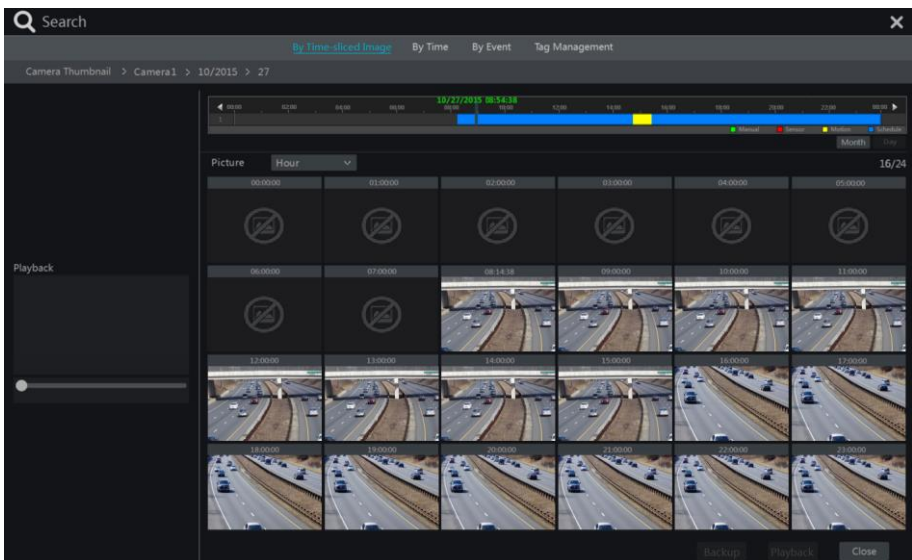 Search
By Time-sliced Image By Time By Event Tag Management
Camera Thumbnail > Camera1 > 10/2015 > 27
10/27/2015 08:54:38
00:00 02:00 04:00 06:00 08:00 10:00 12:00 14:00 16:00 18:00 20:00 22:00 00:00
1
Manual Sensor Motion Schedule
Month Day
Picture Hour 16/24
00:00:00 01:00:00 02:00:00 03:00:00 04:00:00 05:00:00
Playback
06:00:00 07:00:00 08:14:38 09:00:00 10:00:00 11:00:00
12:00:00 13:00:00 14:00:00 15:00:00 16:00:00 17:00:00
18:00:00 19:00:00 20:00:00 21:00:00 22:00:00 23:00:00
Backup Playback Close